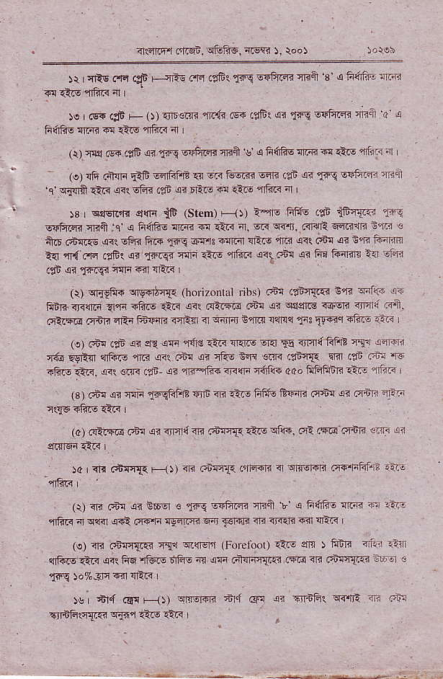 বাংলাদেশ গেজেট, অতিরিক্ত, নভেম্বর ১, ২০০১ ১০২৩৯
১২। সাইড শেল প্লেট।—সাইড শেল প্লেটিং পুরুত্ব তফসিলের সারণী '৪' এ নির্ধারিত মানের
কম হইতে পারিবে না।
১৩। ডেক প্লেট।— (১) হ্যাচওয়ের পার্শ্বের ডেক প্লেটিং এর পুরুত্ব তফসিলের সারণী '৫' এ
নির্ধারিত মানের কম হইতে পারিবে না।
(২) সমগ্র ডেক প্লেটি এর পুরুত্ব তফসিলের সারণী '৬' এ নির্ধারিত মানের কম হইতে পারিবে না।
(৩) যদি নৌযান দুইটি তলাবিশিষ্ট হয় তবে ভিতরের তলার প্লেট এর পুরুত্ব তফসিলের সারণী
'৭' অনুযায়ী হইবে এবং তলির প্লেট এর চাইতে কম হইতে পারিবে না।
১৪। অগ্রভাগের প্রধান খুঁটি (Stem)।—(১) ইস্পাত নির্মিত প্লেট খুঁটিসমূহের পুরুত্ব
তফসিলের সারণী '৭' এ নির্ধারিত মানের কম হইবে না, তবে অবশ্য, বোঝাই জলরেখার উপরে ও
নীচে স্টেমহেড এবং তলির দিকে পুরুত্ব ক্রমশঃ কমানো যাইতে পারে এবং স্টেম এর উপর কিনারায়
ইহা পার্শ্ব শেল প্লেটিং এর পুরুত্বের সমান হইতে পারিবে এবং স্টেম এর নিম্ন কিনারায় ইহা তলির
প্লেট এর পুরুত্বের সমান করা যাইবে।
(২) আনুভূমিক আড়কাঠসমূহ (horizontal ribs) স্টেম প্লেটসমূহের উপর অনধিক এক
মিটার ব্যবধানে স্থাপন করিতে হইবে এবং যেইক্ষেত্রে স্টেম এর অগ্রপ্রান্তে বক্রতার ব্যাসার্ধ বেশী,
সেইক্ষেত্রে সেন্টার লাইন স্টিফনার বসাইয়া বা অন্যান্য উপায়ে যথাযথ পুনঃ দৃঢ়করণ করিতে হইবে।
(৩) স্টেম প্লেট এর প্রস্থ এমন পর্যাপ্ত হইবে যাহাতে তাহা ক্ষুদ্র ব্যাসার্ধ বিশিষ্ট সম্মুখ এলাকার
সর্বত্র ছড়াইয়া থাকিতে পারে এবং স্টেম এর সহিত উলম্ব ওয়েব প্লেটসমূহ দ্বারা প্লেট স্টেম শক্ত
করিতে হইবে, এবং ওয়েব প্লেট- এর পারস্পরিক ব্যবধান সর্বাধিক ৫৫০ মিলিমিটার হইতে পারিবে।
(৪) স্টেম এর সমান পুরুত্ববিশিষ্ট ফ্যাট বার হইতে নির্মিত ষ্টিফনার সেস্টম এর সেন্টার লাইনে
সংযুক্ত করিতে হইবে।
(৫) যেইক্ষেত্রে স্টেম এর ব্যাসার্ধ বার স্টেমসমূহ হইতে অধিক, সেই ক্ষেত্রে সেন্টার ওয়েব এর
প্রয়োজন হইবে।
১৫। বার স্টেমসমূহ।—(১) বার স্টেমসমূহ গোলকার বা আয়তাকার সেকশনবিশিষ্ট হইতে
পারিবে।
(২) বার স্টেম এর উচ্চতা ও পুরুত্ব তফসিলের সারণী '৮' এ নির্ধারিত মানের কম হইতে
পারিবে না অথবা একই সেকশন মডুলাসের জন্য বৃত্তাকার বার ব্যবহার করা যাইবে।
(৩) বার স্টেমসমূহের সম্মুখ অধোভাগ (Forefoot) হইতে প্রায় ১ মিটার বাহির হইয়া
থাকিতে হইবে এবং নিজ শক্তিতে চালিত নয় এমন নৌযানসমূহের ক্ষেত্রে বার স্টেমসমূহের উচ্চতা ও
পুরুত্ব ১০% হ্রাস করা যাইবে।
১৬। স্টার্ণ ফ্রেম।—(১) আয়তাকার স্টার্ণ ফ্রেম এর স্ক্যান্টলিং অবশ্যই বার স্টেম
স্ক্যান্টলিংসমূহের অনুরূপ হইতে হইবে।